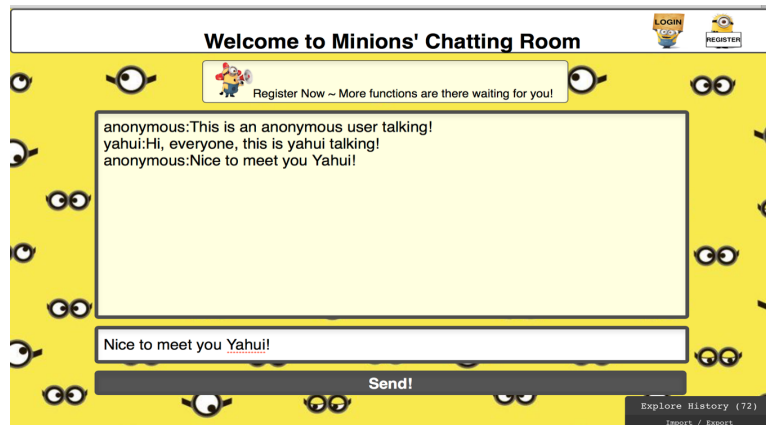 LOGIN
REGISTER
Welcome to Minions' Chatting Room
Register Now ~ More functions are there waiting for you!
anonymous:This is an anonymous user talking!
yahui:Hi, everyone, this is yahui talking!
anonymous:Nice to meet you Yahui!
Nice to meet you Yahui!
Send!
Explore History (72)
Import / Export